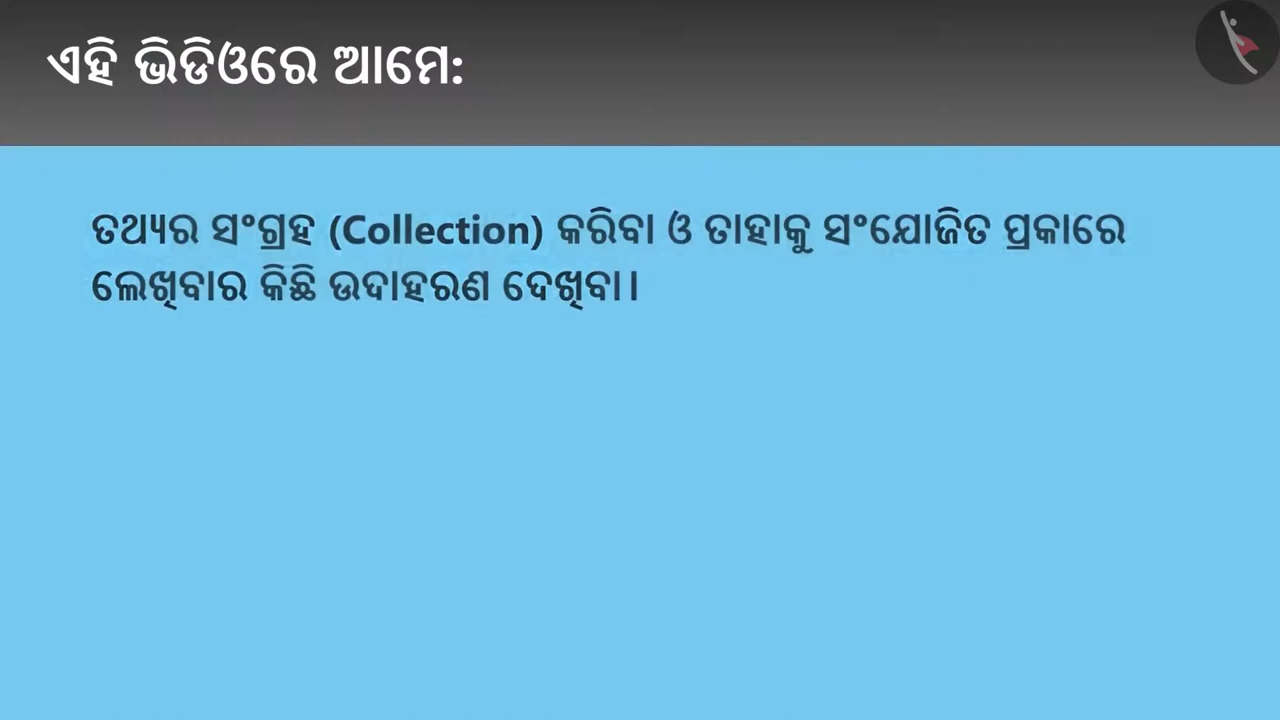 ଏହି ଭିଡିଓରେ ଆମେ:
ତଥ୍ୟର ସଂଗ୍ରହ (Collection) କରିବା ଓ ତାହାକୁ ସଂଯୋଜିତ ପ୍ରକାରେ
ଲେଖିବାର କିଛି ଉଦାହରଣ ଦେଖିବା।